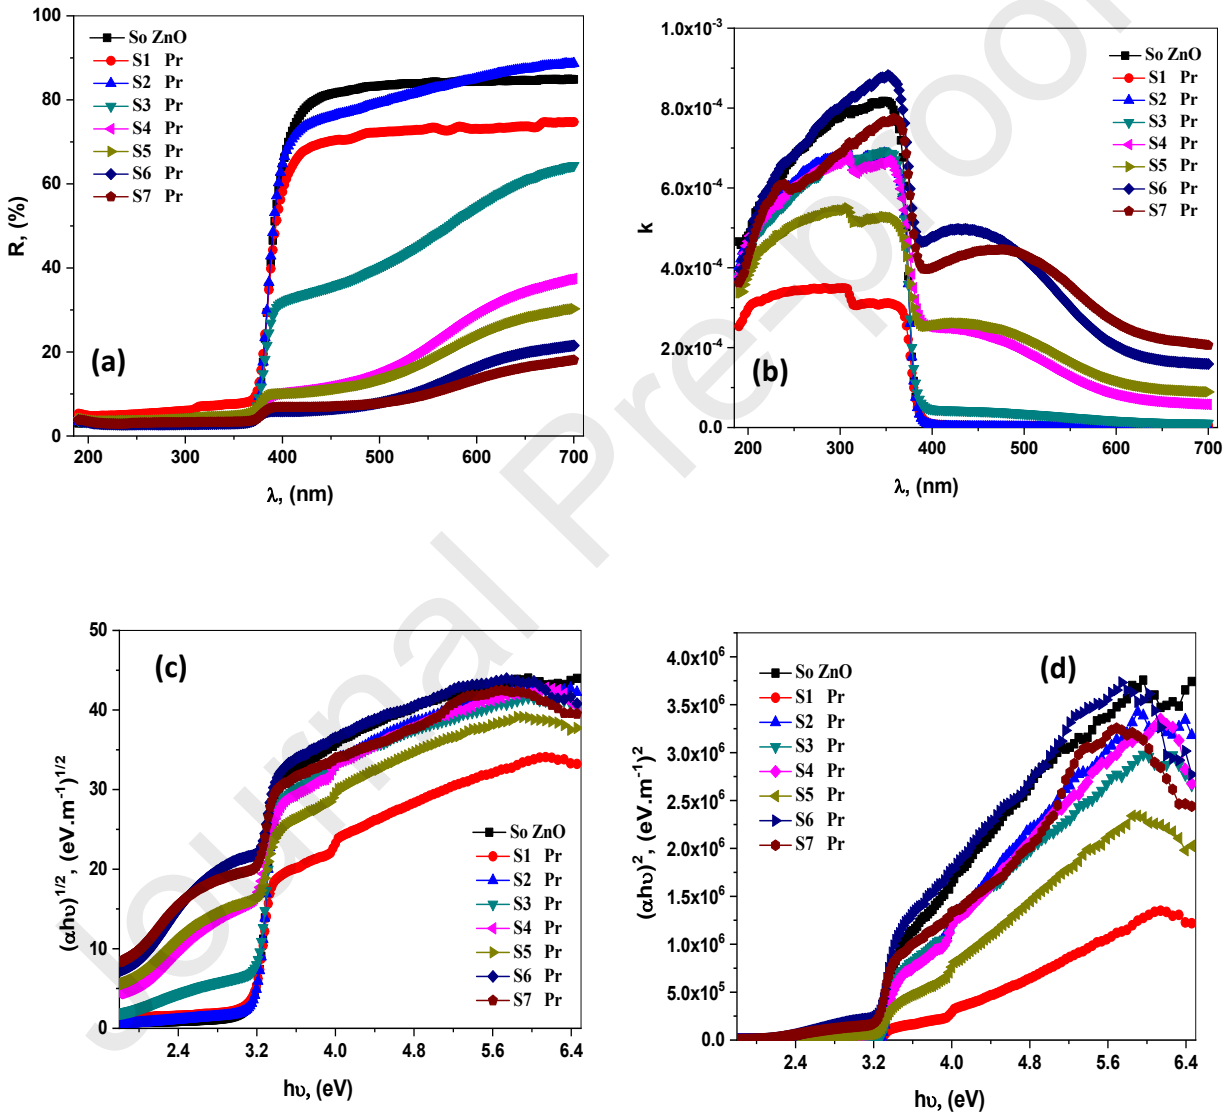 100
80
60
40
20
0
R, (%)
200
300
400
500
600
700
λ, (nm)
So ZnO
S1 Pr
S2 Pr
S3 Pr
S4 Pr
S5 Pr
S6 Pr
S7 Pr
(a)
1.0x10⁻³
8.0x10⁻⁴
6.0x10⁻⁴
4.0x10⁻⁴
2.0x10⁻⁴
0.0
k
200
300
400
500
600
700
λ, (nm)
So ZnO
S1 Pr
S2 Pr
S3 Pr
S4 Pr
S5 Pr
S6 Pr
S7 Pr
(b)
50
40
30
20
10
0
(αhυ)¹/², (eV.m⁻¹)¹/²
2.4
3.2
4.0
4.8
5.6
6.4
hυ, (eV)
(c)
So ZnO
S1 Pr
S2 Pr
S3 Pr
S4 Pr
S5 Pr
S6 Pr
S7 Pr
4.0x10⁶
3.5x10⁶
3.0x10⁶
2.5x10⁶
2.0x10⁶
1.5x10⁶
1.0x10⁶
5.0x10⁵
0.0
(αhυ)², (eV.m⁻¹)²
2.4
3.2
4.0
4.8
5.6
6.4
hυ, (eV)
So ZnO
S1 Pr
S2 Pr
S3 Pr
S4 Pr
S5 Pr
S6 Pr
S7 Pr
(d)
Journal Pre-proof